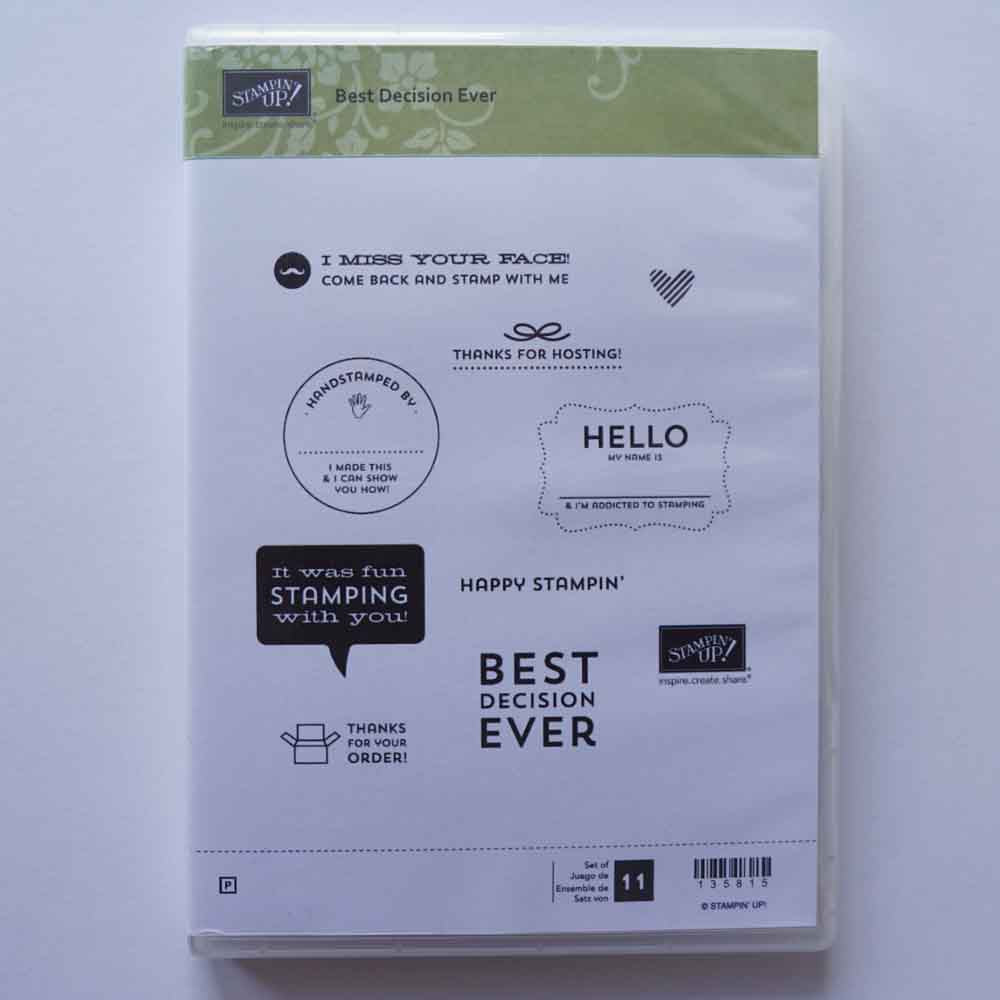 STAMPIN' UP!
inspire.create.share®
Best Decision Ever
I MISS YOUR FACE!
COME BACK AND STAMP WITH ME
THANKS FOR HOSTING!
HANDSTAMPED BY
I MADE THIS
& I CAN SHOW
YOU HOW!
HELLO
MY NAME IS
& I'M ADDICTED TO STAMPING
It was fun
STAMPING
with you!
HAPPY STAMPIN'
BEST
DECISION
EVER
STAMPIN' UP!
inspire.create.share®
THANKS
FOR YOUR
ORDER!
P
Set of
Juego de
Ensemble de
Satz von
11
135815
© STAMPIN' UP!